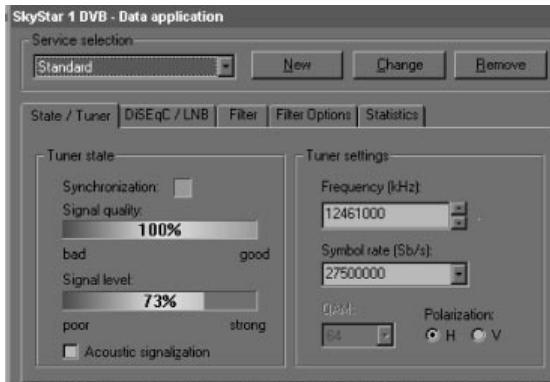 SkyStar 1 DVB - Data application
Service selection
Standard
New
Change
Remove
State / Tuner
DiSEqC / LNB
Filter
Filter Options
Statistics
Tuner state
Synchronization:
Signal quality:
100%
bad
good
Signal level:
73%
poor
strong
Acoustic signalization
Tuner settings
Frequency (kHz):
12461000
Symbol rate (Sb/s):
27500000
QAM:
64
Polarization:
H
V